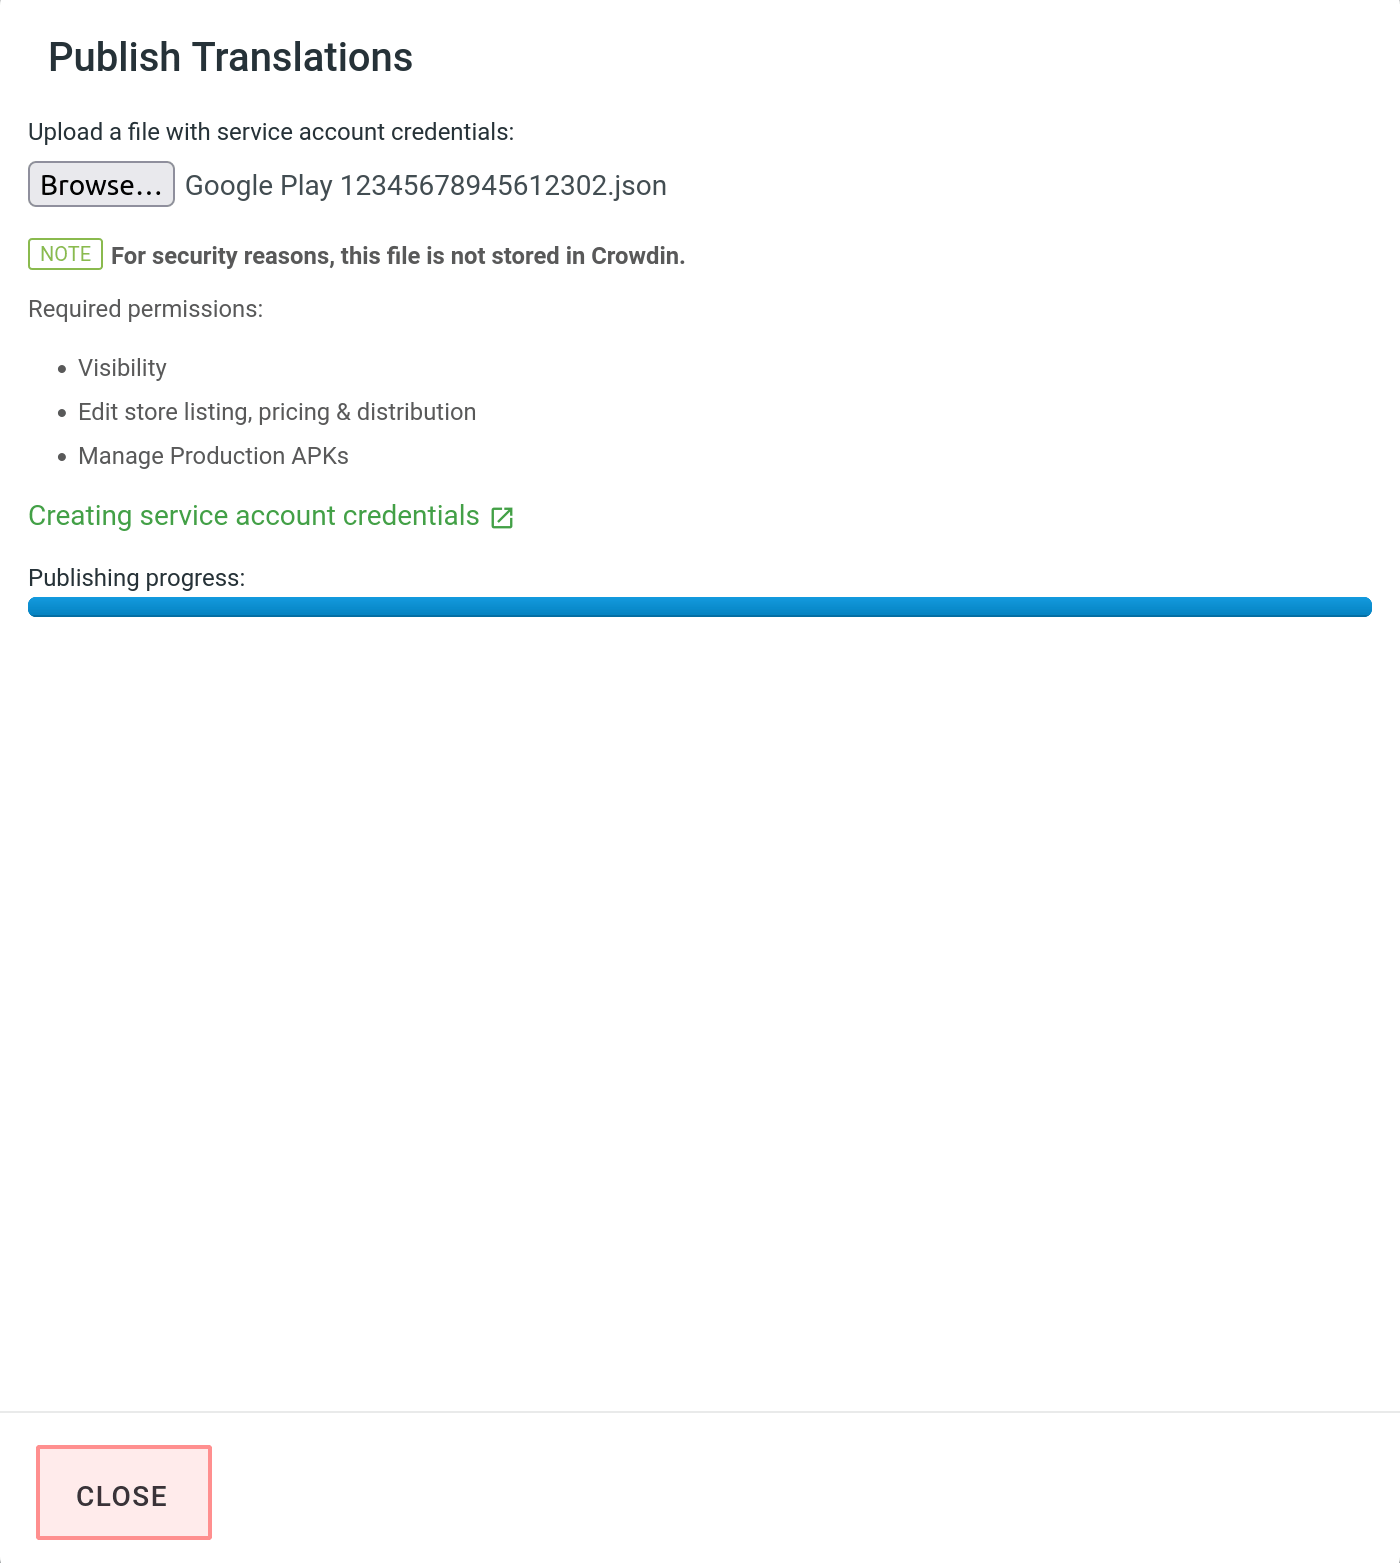 Publish Translations
Upload a file with service account credentials:
Browse... Google Play 12345678945612302.json
NOTE For security reasons, this file is not stored in Crowdin.
Required permissions:
• Visibility
• Edit store listing, pricing & distribution
• Manage Production APKs
Creating service account credentials
Publishing progress:
CLOSE